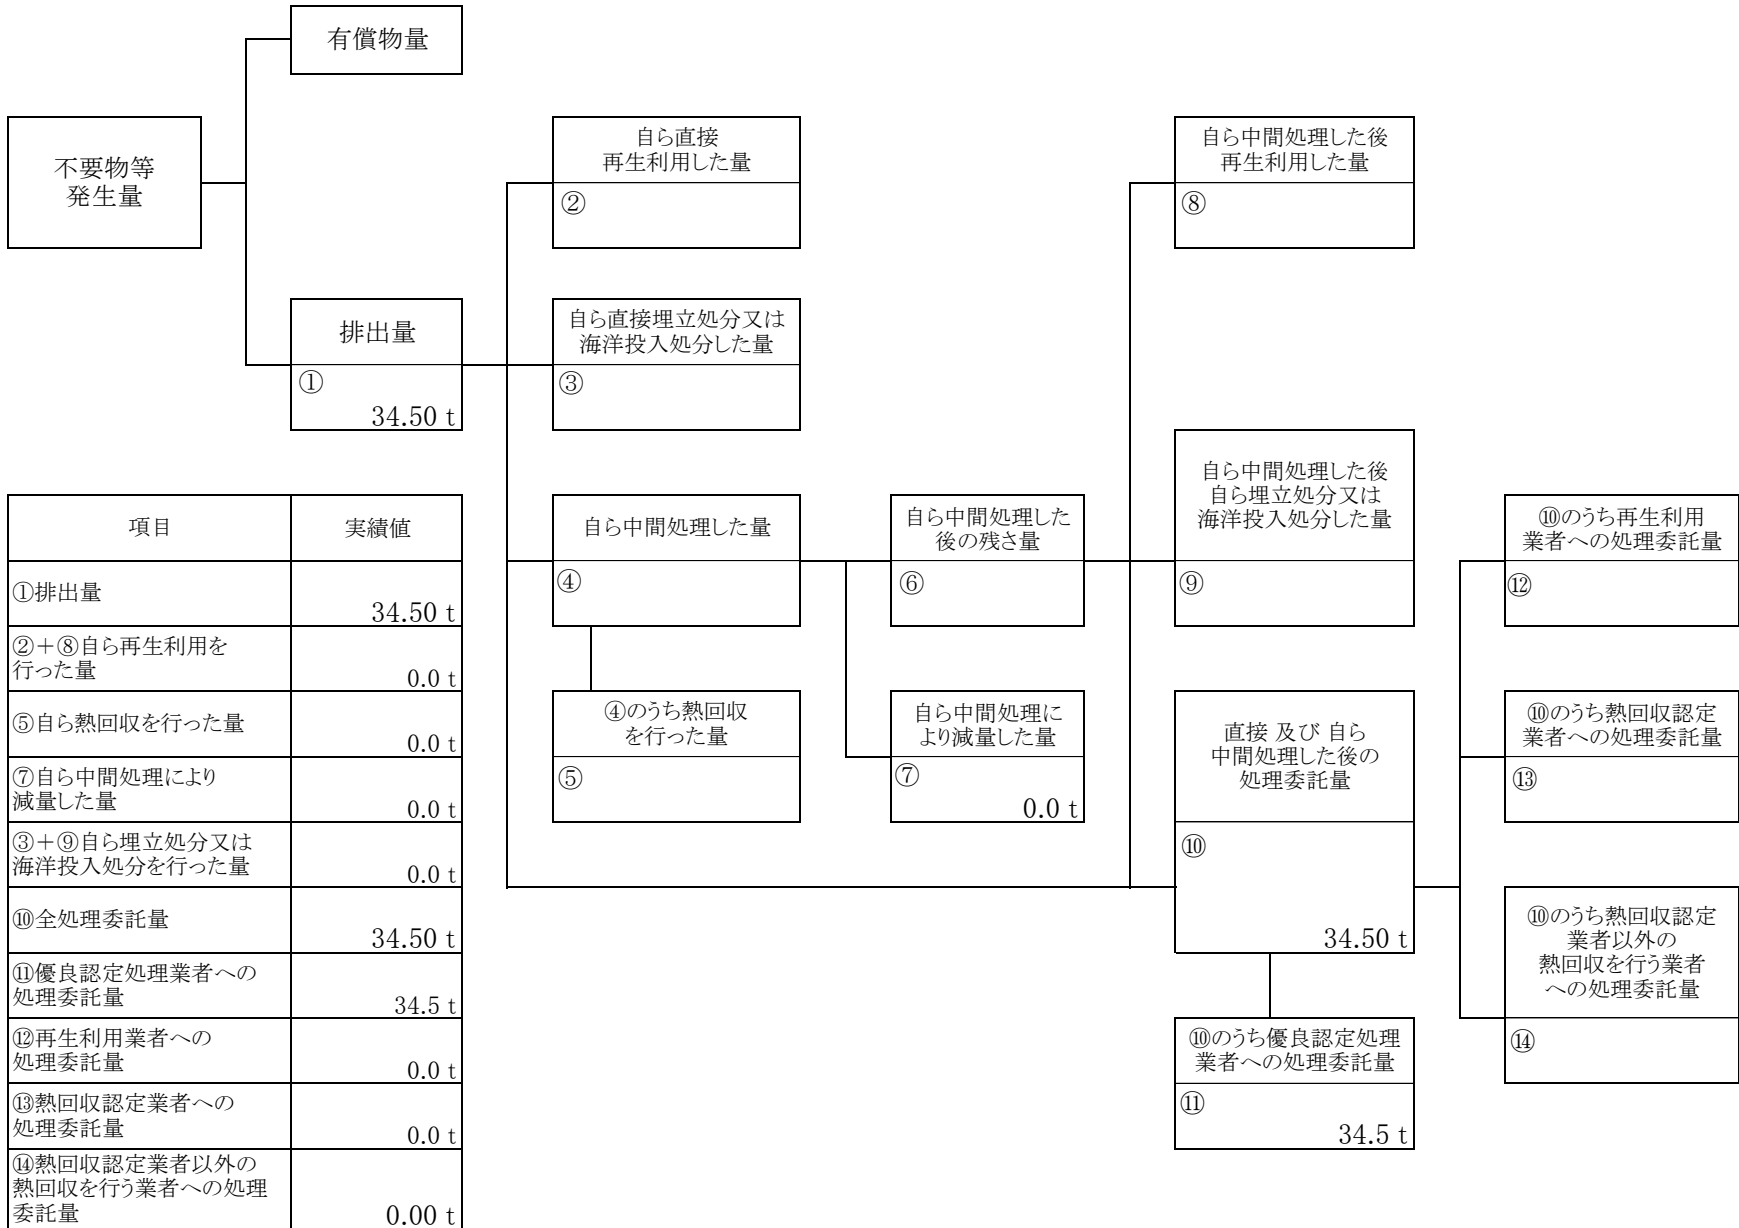 有償物量
不要物等
発生量
自ら直接
再生利用した量
②
自ら中間処理した後
再生利用した量
⑧
排出量
①
34.50 t
自ら直接埋立処分又は
海洋投入処分した量
③
自ら中間処理した量
④
自ら中間処理した
後の残さ量
⑥
自ら中間処理した後
自ら埋立処分又は
海洋投入処分した量
⑨
⑩のうち再生利用
業者への処理委託量
⑫
④のうち熱回収
を行った量
⑤
自ら中間処理に
より減量した量
⑦
0.0 t
直接 及び 自ら
中間処理した後の
処理委託量
⑩
34.50 t
⑩のうち熱回収認定
業者への処理委託量
⑬
⑩のうち熱回収認定
業者以外の
熱回収を行う業者
への処理委託量
⑭
⑩のうち優良認定処理
業者への処理委託量
⑪
34.5 t
項目 実績値
①排出量
34.50 t
②＋⑧自ら再生利用を
行った量
0.0 t
⑤自ら熱回収を行った量
0.0 t
⑦自ら中間処理により
減量した量
0.0 t
③＋⑨自ら埋立処分又は
海洋投入処分を行った量
0.0 t
⑩全処理委託量
34.50 t
⑪優良認定処理業者への
処理委託量
34.5 t
⑫再生利用業者への
処理委託量
0.0 t
⑬熱回収認定業者への
処理委託量
0.0 t
⑭熱回収認定業者以外の
熱回収を行う業者への処理
委託量
0.00 t